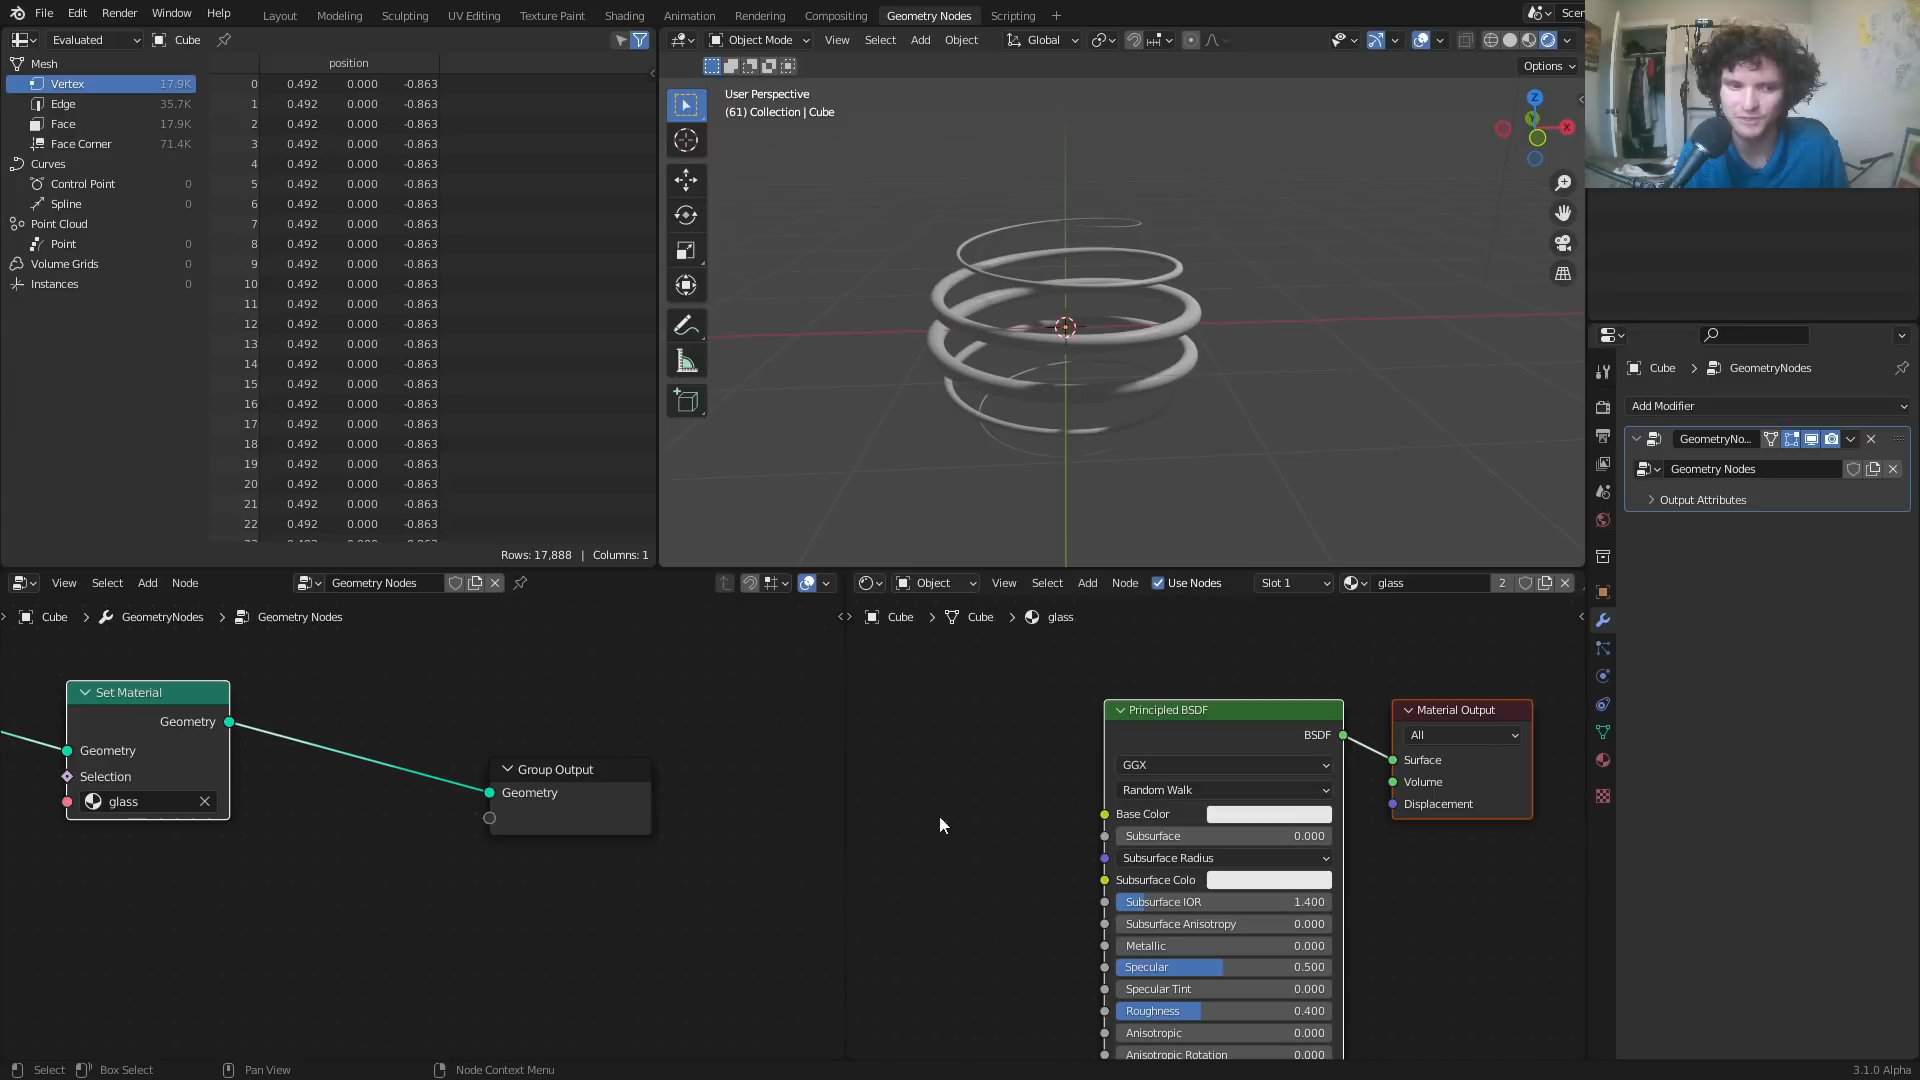 File Edit Render Window Help Layout Modeling Sculpting UV Editing Texture Paint Shading Animation Rendering Compositing Geometry Nodes Scripting + Scen
Evaluated Cube
Object Mode View Select Add Object Global
Options
Mesh
Vertex 17.9K
Edge 35.7K
Face 17.9K
Face Corner 71.4K
Curves
Control Point 0
Spline 0
Point Cloud
Point 0
Volume Grids 0
Instances 0
position
0 0.492 0.000 -0.863
1 0.492 0.000 -0.863
2 0.492 0.000 -0.863
3 0.492 0.000 -0.863
4 0.492 0.000 -0.863
5 0.492 0.000 -0.863
6 0.492 0.000 -0.863
7 0.492 0.000 -0.863
8 0.492 0.000 -0.863
9 0.492 0.000 -0.863
10 0.492 0.000 -0.863
11 0.492 0.000 -0.863
12 0.492 0.000 -0.863
13 0.492 0.000 -0.863
14 0.492 0.000 -0.863
15 0.492 0.000 -0.863
16 0.492 0.000 -0.863
17 0.492 0.000 -0.863
18 0.492 0.000 -0.863
19 0.492 0.000 -0.863
20 0.492 0.000 -0.863
21 0.492 0.000 -0.863
22 0.492 0.000 -0.863
Rows: 17,888 | Columns: 1
User Perspective
(61) Collection | Cube
Z
Y
X
Cube GeometryNodes
Add Modifier
GeometryNo...
Geometry Nodes
Output Attributes
View Select Add Node Geometry Nodes
Cube GeometryNodes Geometry Nodes
Set Material
Geometry
Geometry
Selection
glass
Group Output
Geometry
Object View Select Add Node Use Nodes Slot 1 glass 2
Cube Cube glass
Principled BSDF
BSDF
GGX
Random Walk
Base Color
Subsurface 0.000
Subsurface Radius
Subsurface Colo
Subsurface IOR 1.400
Subsurface Anisotropy 0.000
Metallic 0.000
Specular 0.500
Specular Tint 0.000
Roughness 0.400
Anisotropic 0.000
Anisotropic Rotation 0.000
Material Output
All
Surface
Volume
Displacement
Select Box Select Pan View Node Context Menu 3.1.0 Alpha